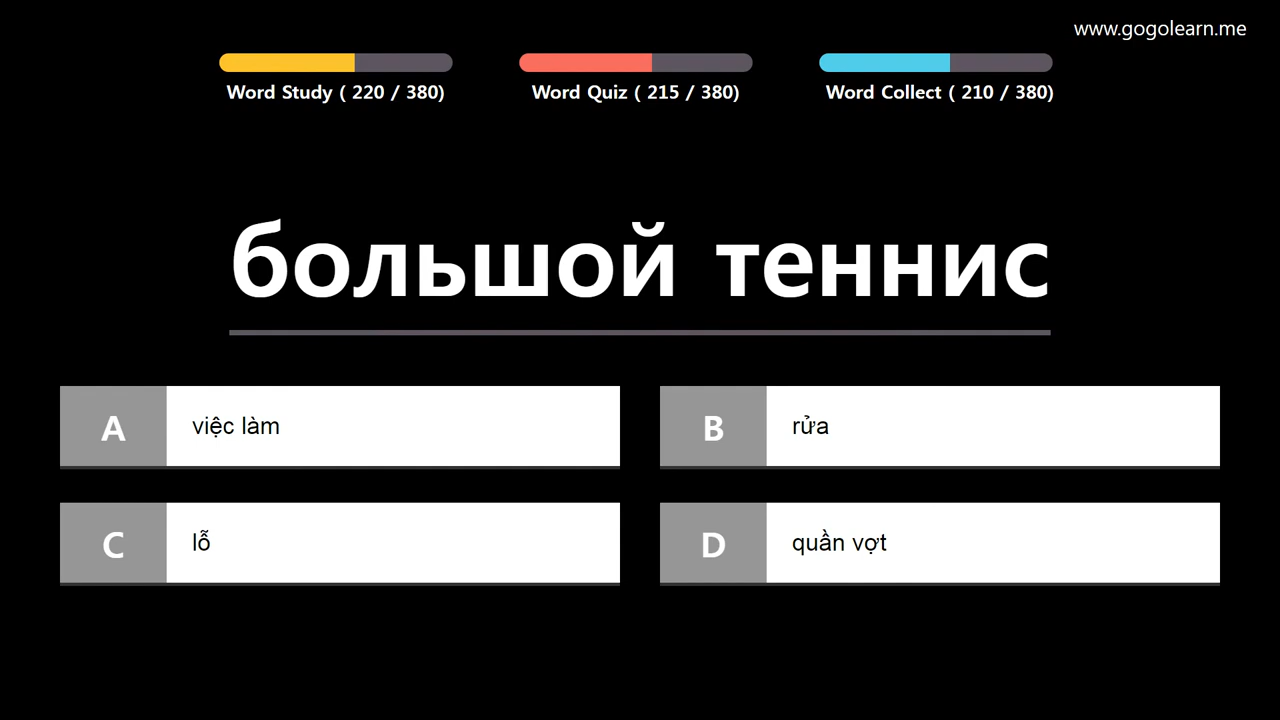 www.gogolearn.me
Word Study ( 220 / 380)
Word Quiz ( 215 / 380)
Word Collect ( 210 / 380)
большой теннис
A việc làm
B rửa
C lỗ
D quần vợt